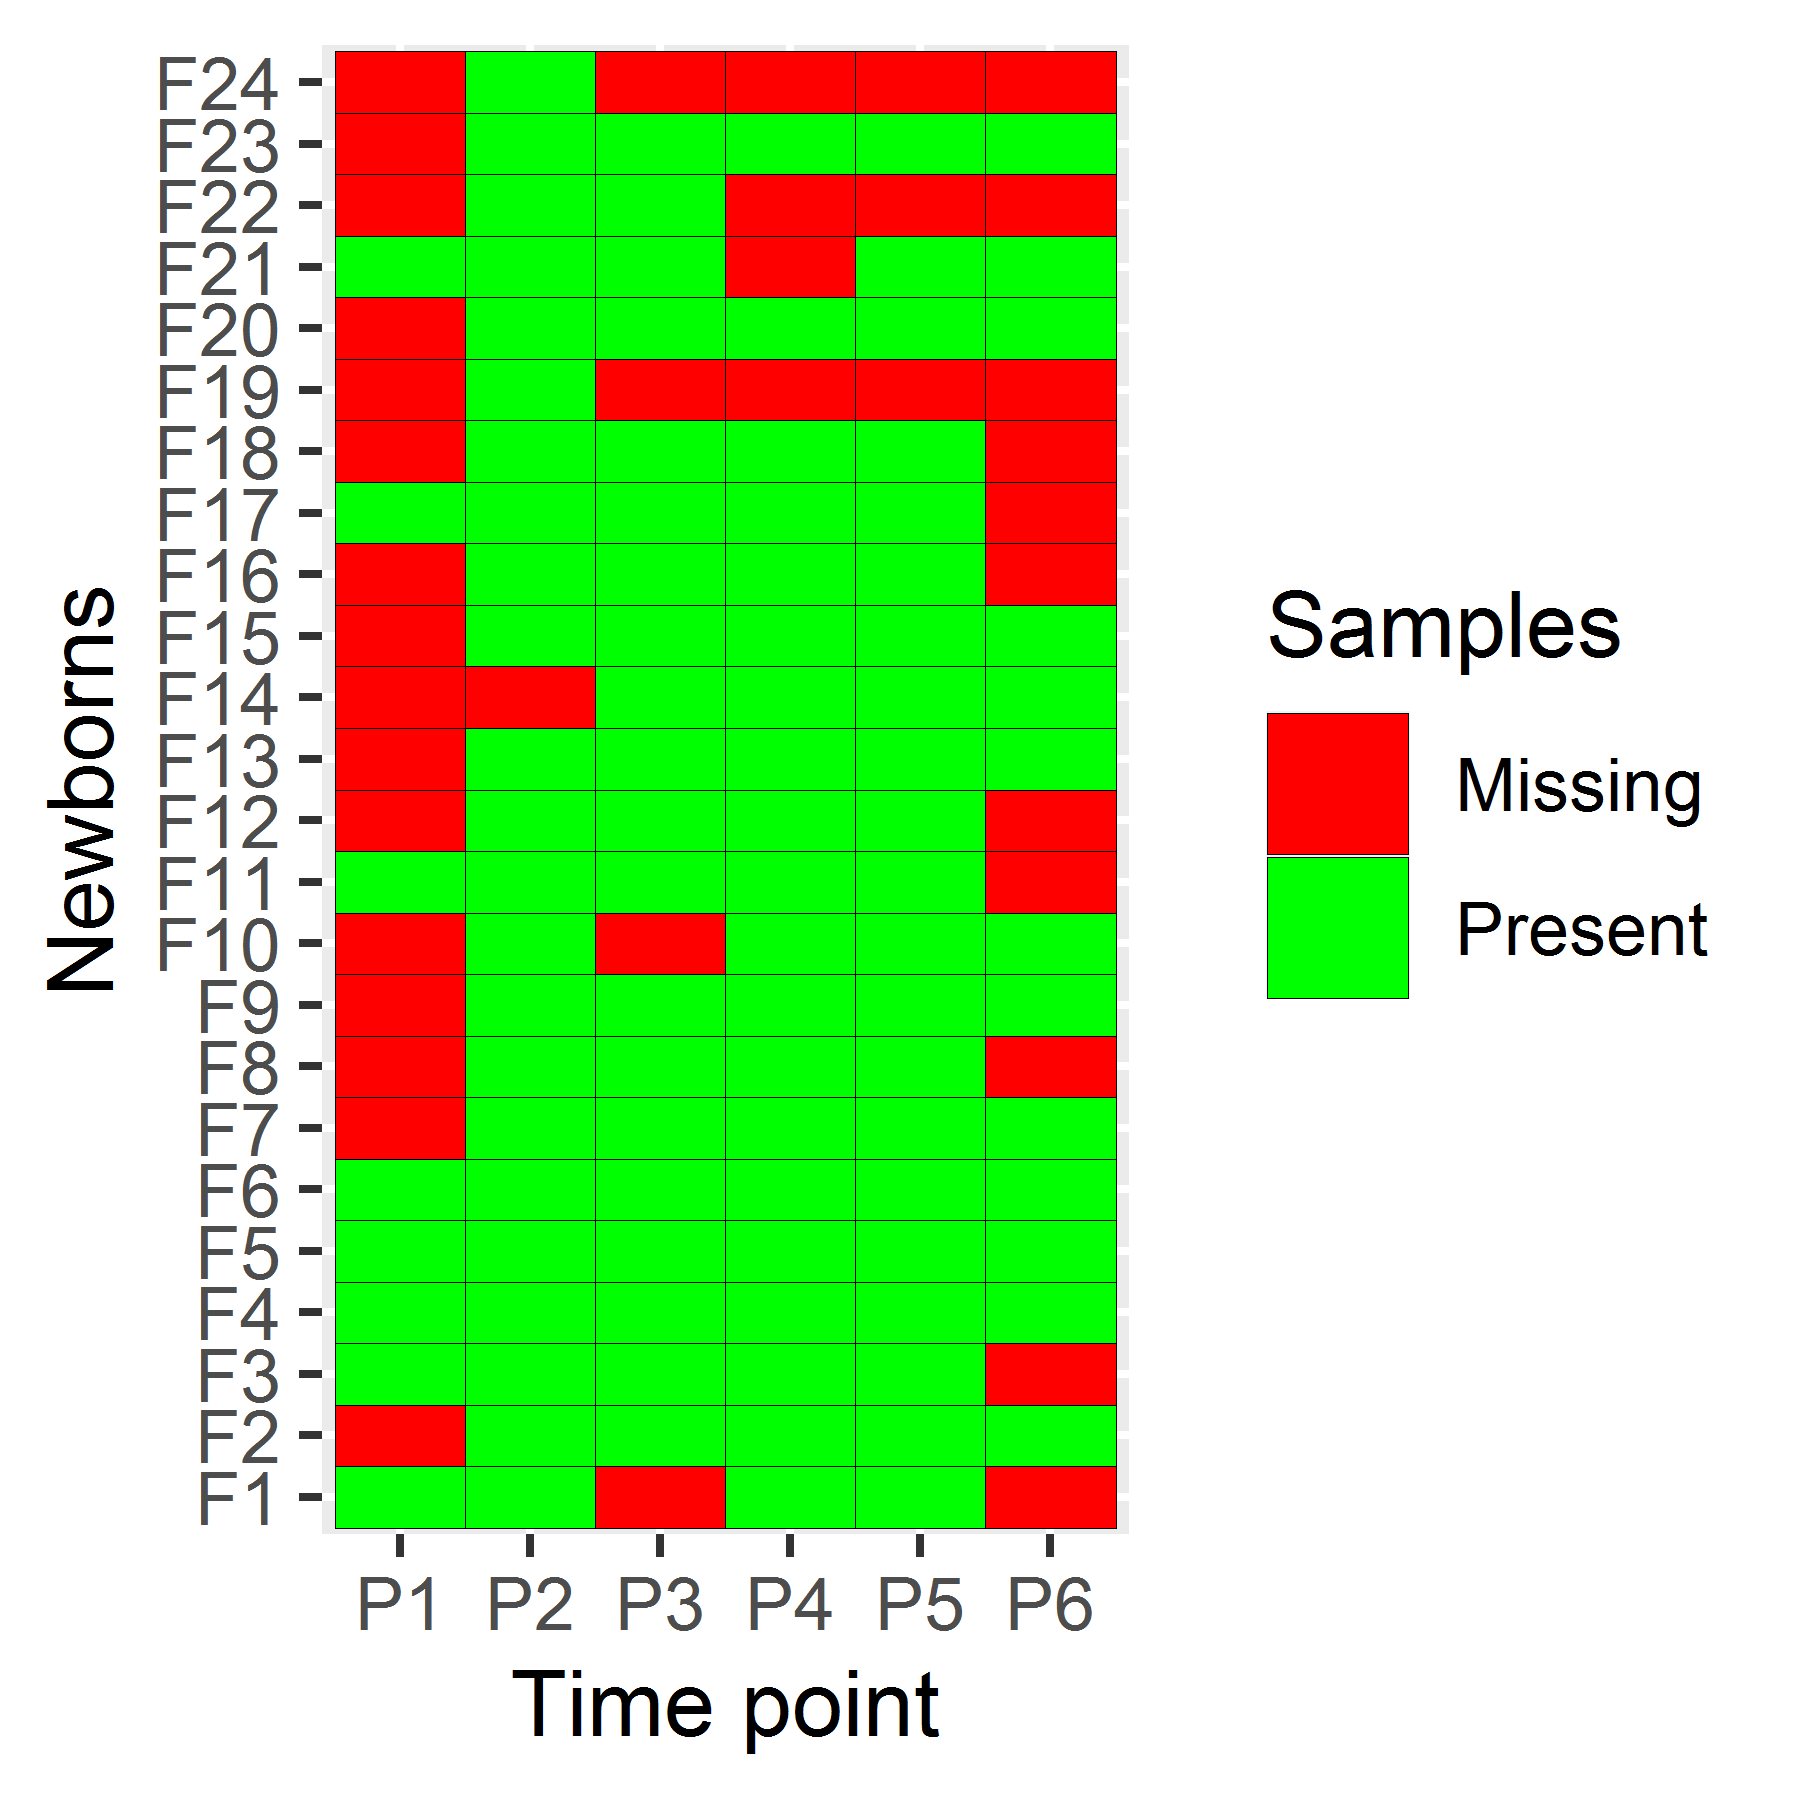 Newborns
F24
F23
F22
F21
F20
F19
F18
F17
F16
F15
F14
F13
F12
F11
F10
F9
F8
F7
F6
F5
F4
F3
F2
F1
P1 P2 P3 P4 P5 P6
Time point
Samples
Missing
Present